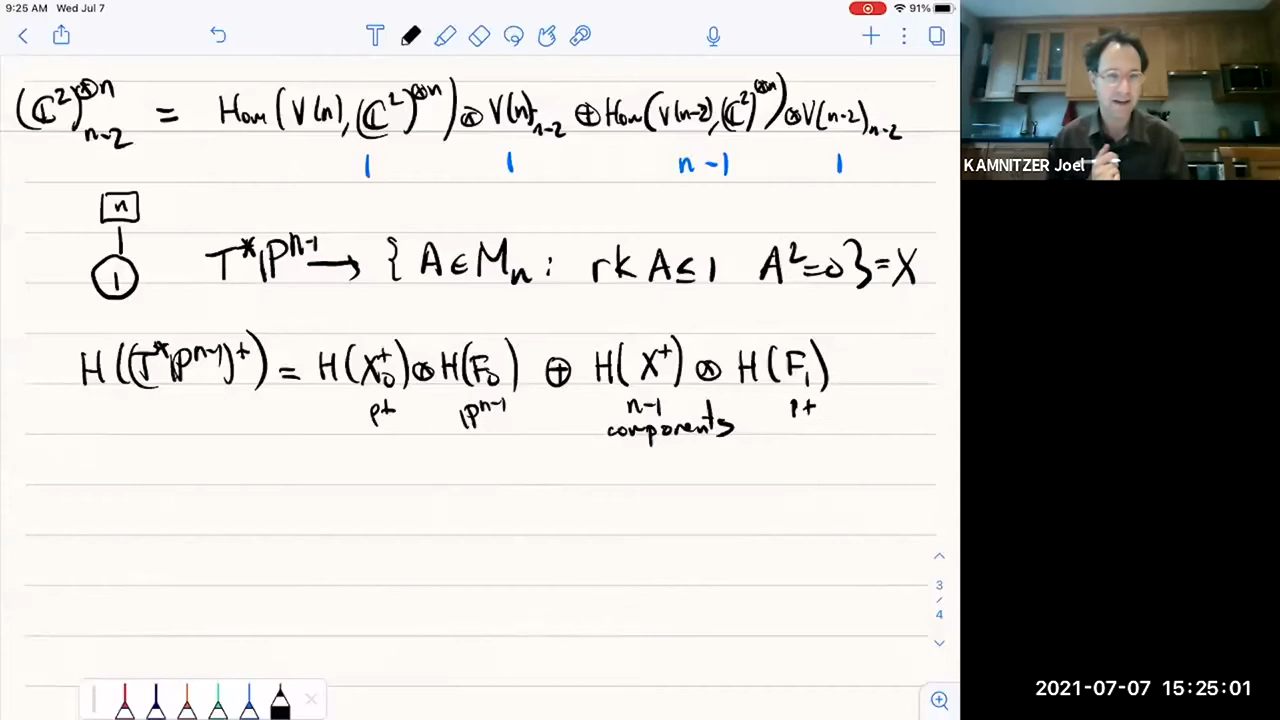 9:25 AM Wed Jul 7
91%
(ℂ²)^{⊗n}_{n-2} = Hom(V(n), (ℂ²)^{⊗n}) ⊗ V(n)_{n-2} ⊕ Hom(V(n-2), (ℂ²)^{⊗n}) ⊗ V(n-2)_{n-2}
1 1 n-1 1
KAMNITZER Joel
n
1
T*ℙ^{n-1} → { A ∈ M_n : rk A ≤ 1 A² = 0 } = X
H((T*ℙ^{n-1})^+) = H(X_0^+) ⊗ H(F_0) ⊕ H(X^+) ⊗ H(F_1)
pt ℙ^{n-1} n-1 pt
components
3
/
4
2021-07-07 15:25:01